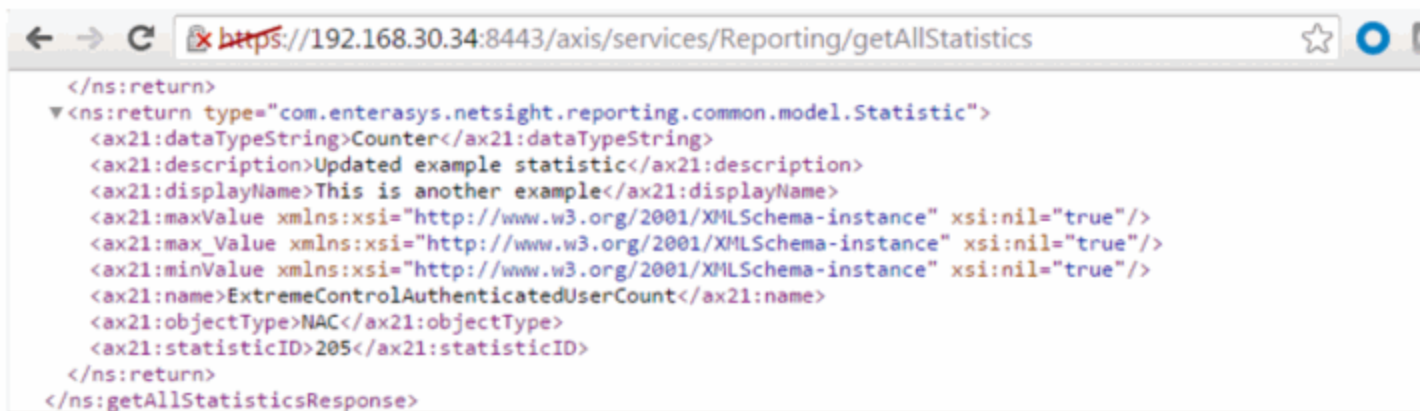 https://192.168.30.34:8443/axis/services/Reporting/getAllStatistics
</ns:return>
▼<ns:return type="com.enterasys.netsight.reporting.common.model.Statistic">
<ax21:dataTypeString>Counter</ax21:dataTypeString>
<ax21:description>Updated example statistic</ax21:description>
<ax21:displayName>This is another example</ax21:displayName>
<ax21:maxValue xmlns:xsi="http://www.w3.org/2001/XMLSchema-instance" xsi:nil="true"/>
<ax21:max_Value xmlns:xsi="http://www.w3.org/2001/XMLSchema-instance" xsi:nil="true"/>
<ax21:minValue xmlns:xsi="http://www.w3.org/2001/XMLSchema-instance" xsi:nil="true"/>
<ax21:name>ExtremeControlAuthenticatedUserCount</ax21:name>
<ax21:objectType>NAC</ax21:objectType>
<ax21:statisticID>205</ax21:statisticID>
</ns:return>
</ns:getAllStatisticsResponse>